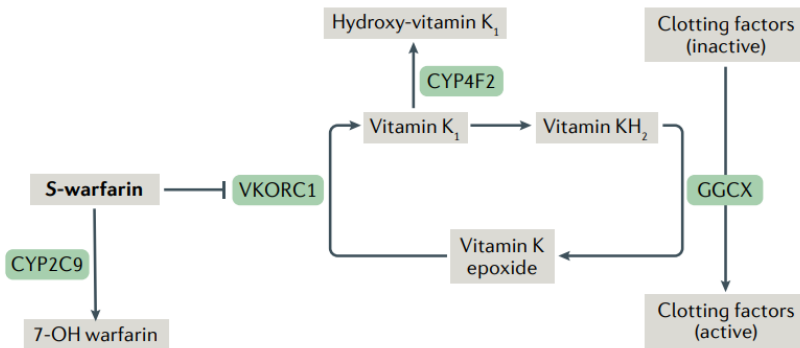 Hydroxy-vitamin K₁
Clotting factors
(inactive)
CYP4F2
Vitamin K₁
Vitamin KH₂
S-warfarin
VKORC1
GGCX
CYP2C9
Vitamin K
epoxide
7-OH warfarin
Clotting factors
(active)